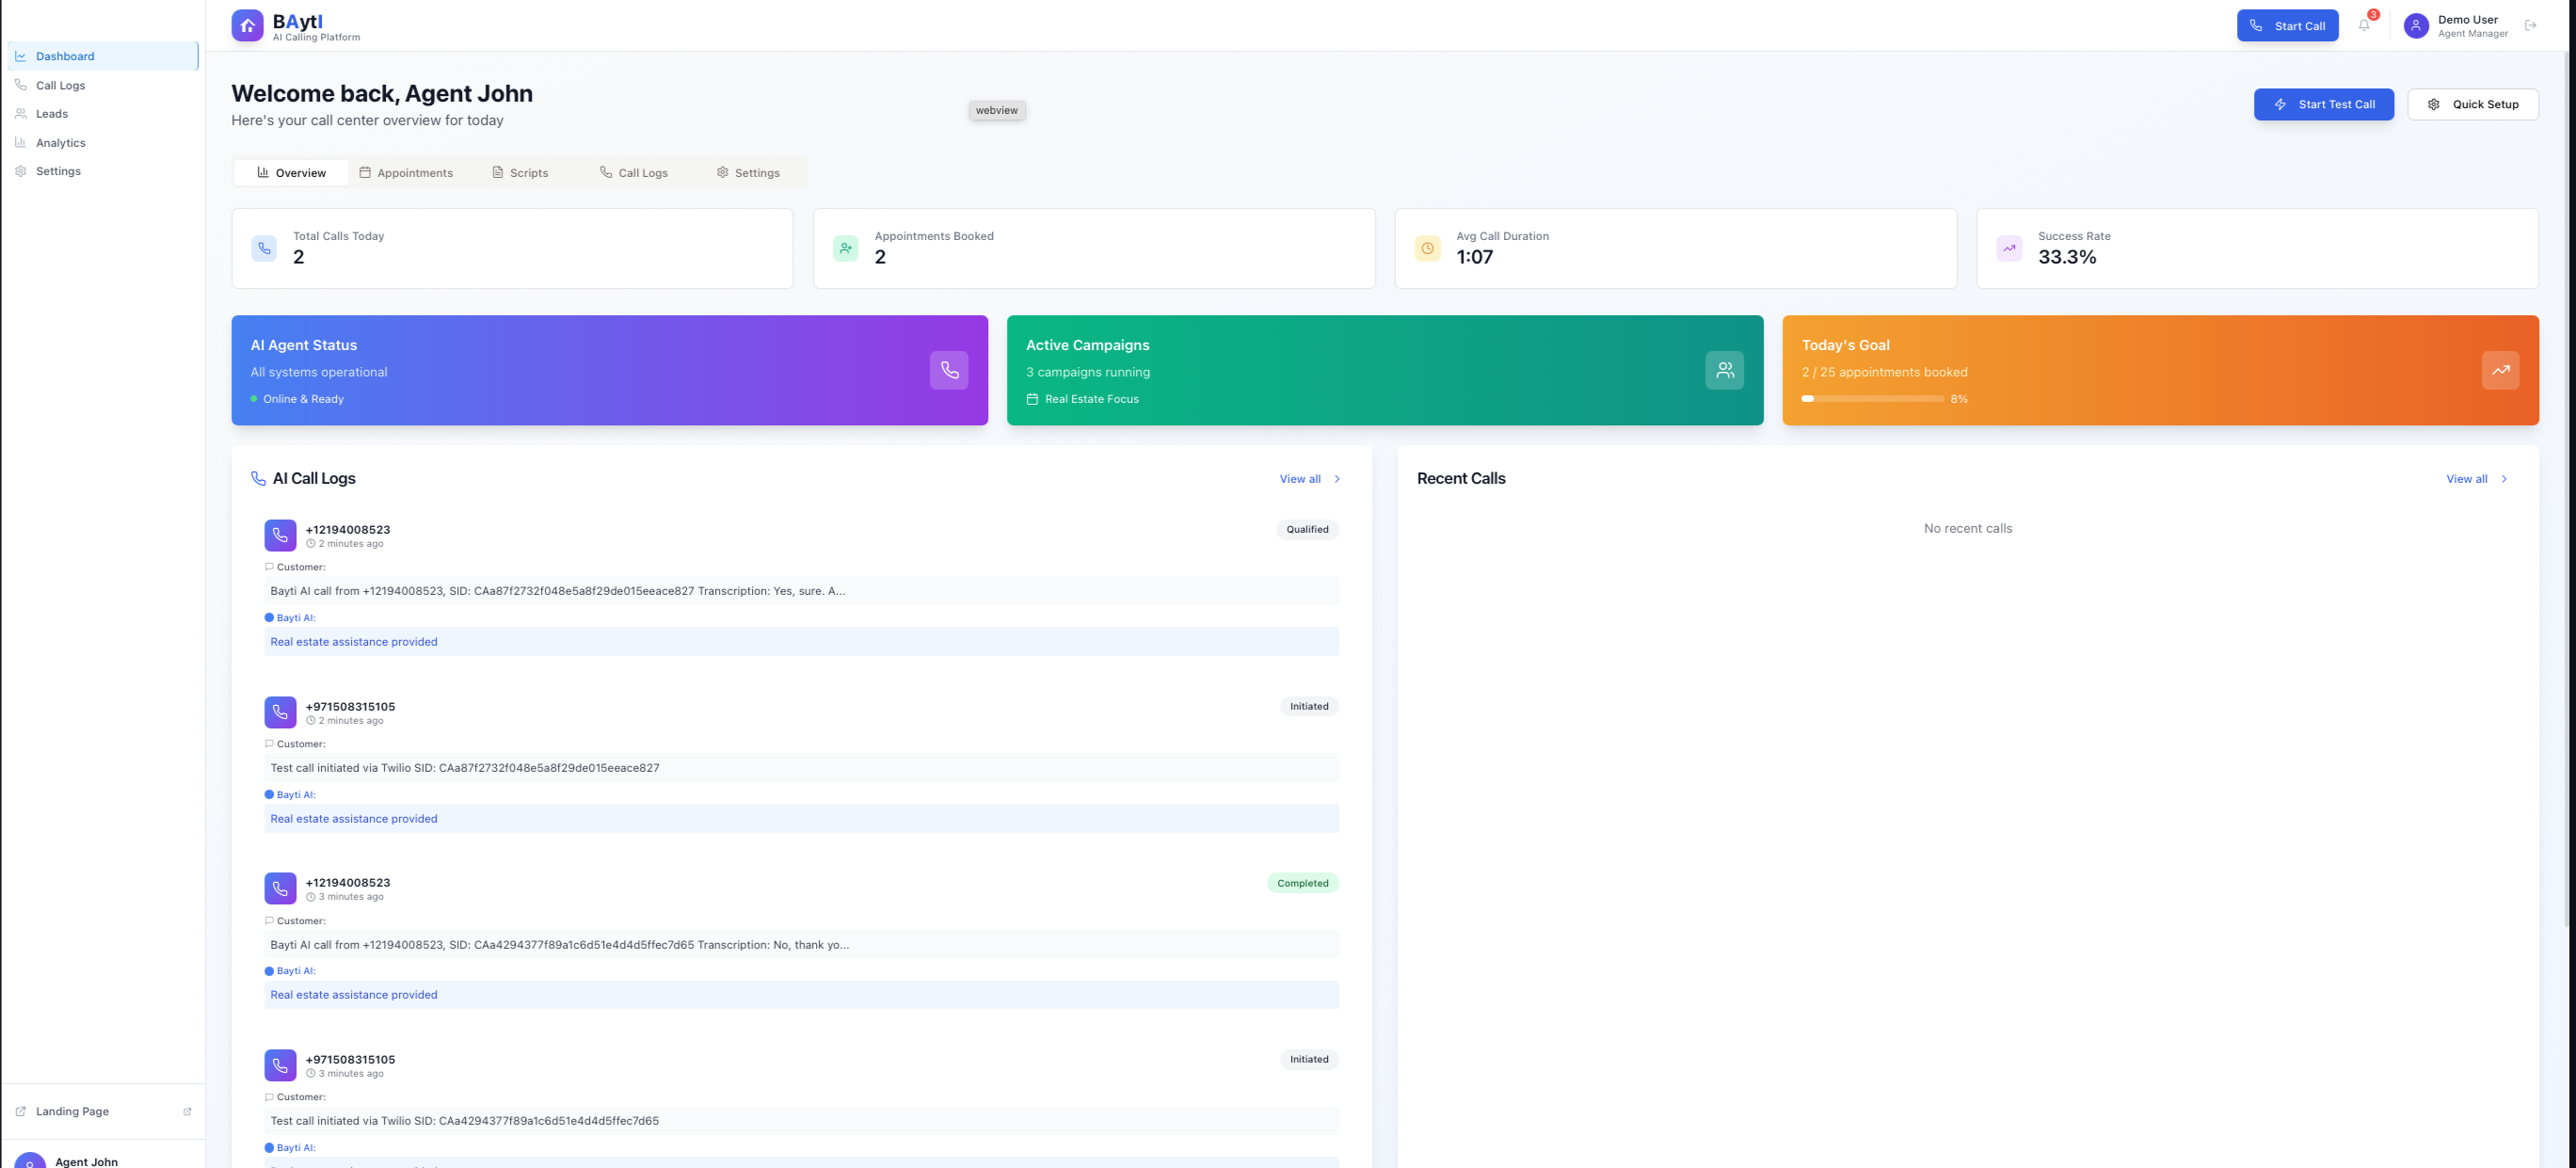 BAytI
AI Calling Platform
Start Call
3
Demo User
Agent Manager
Dashboard
Call Logs
Leads
Analytics
Settings
Welcome back, Agent John
Here's your call center overview for today
webview
Start Test Call
Quick Setup
Overview
Appointments
Scripts
Call Logs
Settings
Total Calls Today
2
Appointments Booked
2
Avg Call Duration
1:07
Success Rate
33.3%
AI Agent Status
All systems operational
Online & Ready
Active Campaigns
3 campaigns running
Real Estate Focus
Today's Goal
2 / 25 appointments booked
8%
AI Call Logs
View all
+12194008523
2 minutes ago
Qualified
Customer:
Bayti AI call from +12194008523, SID: CAa87f2732f048e5a8f29de015eeace827 Transcription: Yes, sure. A...
Bayti AI:
Real estate assistance provided
+971508315105
2 minutes ago
Initiated
Customer:
Test call initiated via Twilio SID: CAa87f2732f048e5a8f29de015eeace827
Bayti AI:
Real estate assistance provided
+12194008523
3 minutes ago
Completed
Customer:
Bayti AI call from +12194008523, SID: CAa4294377f89a1c6d51e4d4d5ffec7d65 Transcription: No, thank yo...
Bayti AI:
Real estate assistance provided
+971508315105
3 minutes ago
Initiated
Customer:
Test call initiated via Twilio SID: CAa4294377f89a1c6d51e4d4d5ffec7d65
Bayti AI:
Recent Calls
View all
No recent calls
Landing Page
Agent John